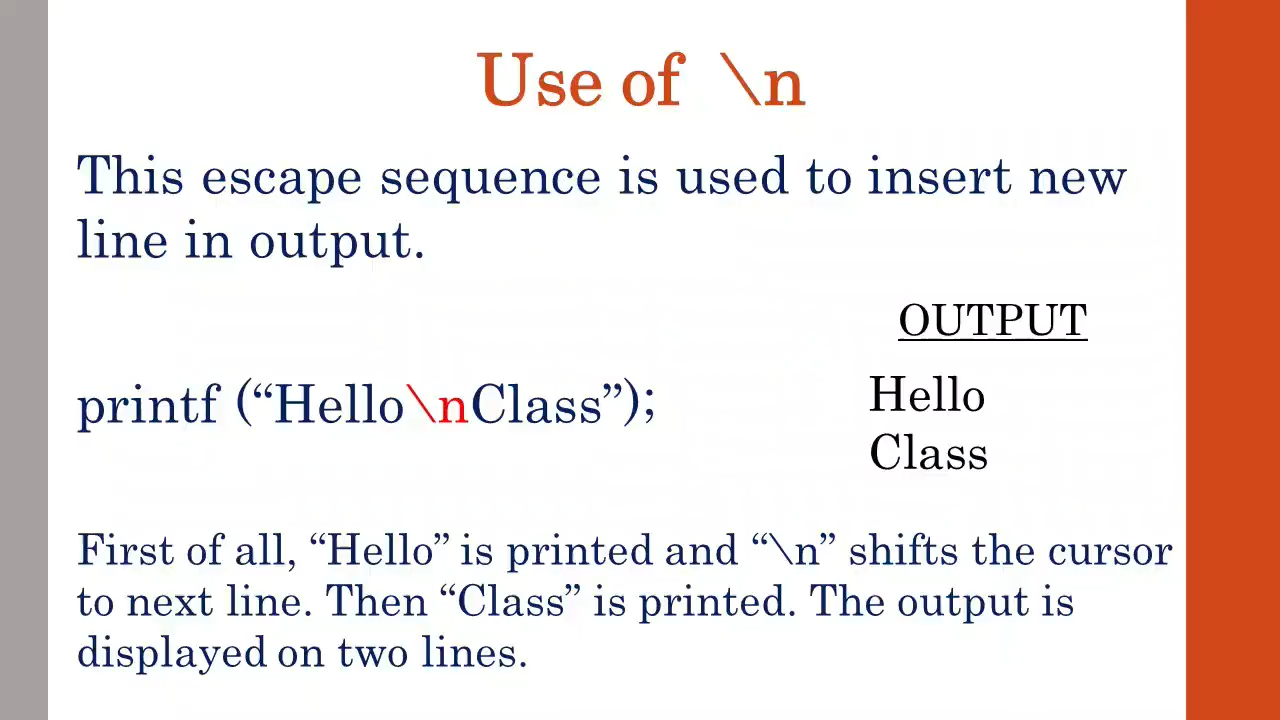 Use of \n
This escape sequence is used to insert new
line in output.
OUTPUT
printf (“Hello\nClass”);
Hello
Class
First of all, “Hello” is printed and “\n” shifts the cursor
to next line. Then “Class” is printed. The output is
displayed on two lines.